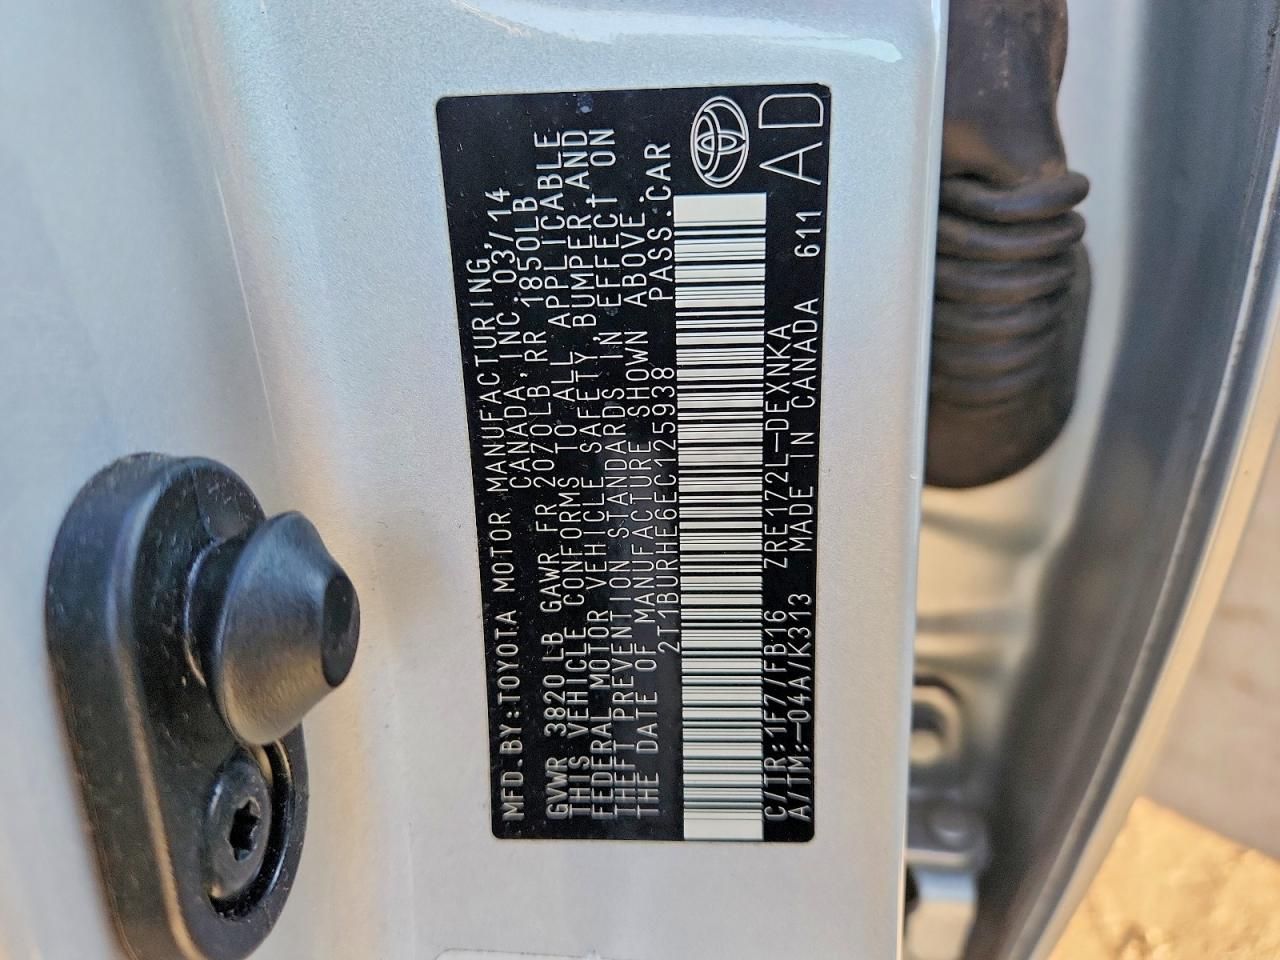 MFD.BY:TOYOTA MOTOR MANUFACTURING,
CANADA,INC. 03/14
GVWR 3820LB GAWR FR 2070LB,RR 1850LB
THIS VEHICLE CONFORMS TO ALL APPLICABLE
FEDERAL MOTOR VEHICLE SAFETY,BUMPER,AND
THEFT PREVENTION STANDARDS IN EFFECT ON
THE DATE OF MANUFACTURE SHOWN ABOVE.
2T1BURHE6EC125938 PASS.CAR
C/TR:1F7/FB16 ZRE172L-DEXNKA
A/TM:-04A/K313 MADE IN CANADA 611
AD